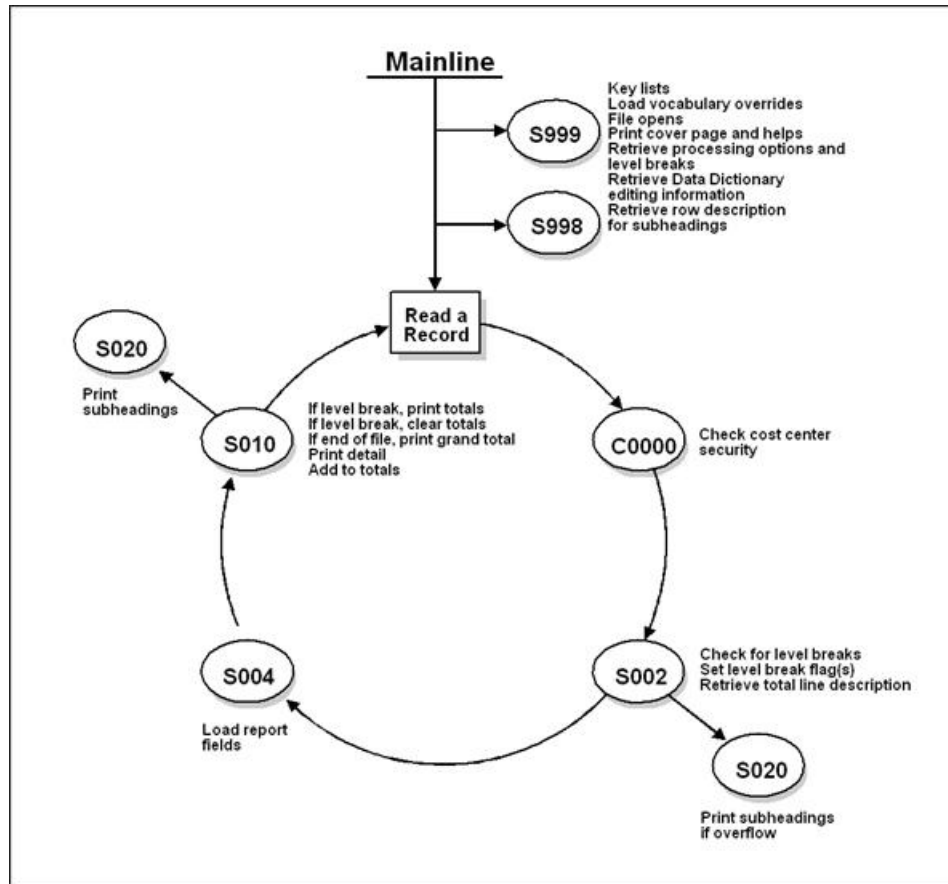 Mainline
S999
Key lists
Load vocabulary overrides
File opens
Print cover page and helps
Retrieve processing options and
level breaks
Retrieve Data Dictionary
editing information
Retrieve row description
for subheadings
S998
Read a
Record
S020
Print
subheadings
S010
If level break, print totals
If level break, clear totals
If end of file, print grand total
Print detail
Add to totals
C0000
Check cost center
security
S004
Load report
fields
S002
Check for level breaks
Set level break flag(s)
Retrieve total line description
S020
Print subheadings
if overflow